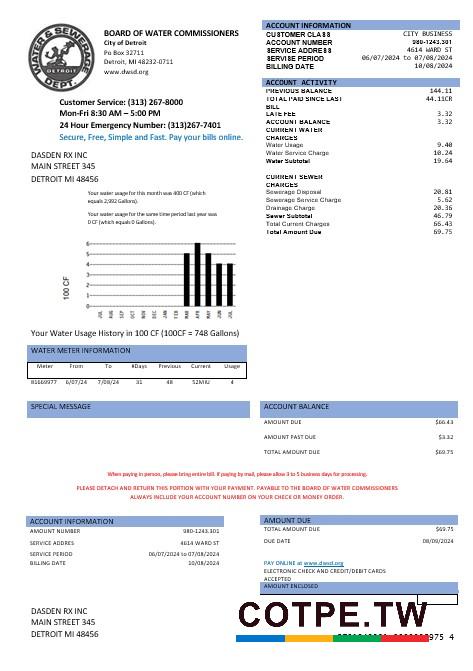 WATER & SEWERAGE
DETROIT
BOARD OF WATER COMMISSIONERS
City of Detroit
Po Box 32711
Detroit, MI 48232-0711
www.dwsd.org
Customer Service: (313) 267-8000
Mon-Fri 8:30 AM – 5:00 PM
24 Hour Emergency Number: (313)267-7401
Secure, Free, Simple and Fast. Pay your bills online.
DASDEN RX INC
MAIN STREET 345
DETROIT MI 48456
ACCOUNT INFORMATION
CUSTOMER CLASS CITY BUSINESS
ACCOUNT NUMBER 980-1243.301
SERVICE ADDRESS 4614 WARD ST
SERVISE PERIOD 06/07/2024 to 07/08/2024
BILLING DATE 10/08/2024
ACCOUNT ACTIVITY
PREVIOUS BALANCE 144.11
TOTAL PAID SINCE LAST 44.11CR
BILL
LATE FEE 3.32
ACCOUNT BALANCE 3.32
CURRENT WATER
CHARGES
Water Usage 9.40
Water Service Charge 10.24
Water Subtotal 19.64
CURRENT SEWER
CHARGES
Sewerage Disposal 20.81
Sewerage Service Charge 5.62
Drainage Charge 20.36
Sewer Subtotal 46.79
Total Current Charges 66.43
Total Amount Due 69.75
Your water usage for this month was 400 CF (which
equals 2,992 Gallons).
Your water usage for the same time period last year was
0 CF (which equals 0 Gallons).
100 CF
6
5
4
3
2
1
0
JUL AUG SEP OCT NOV DEC JAN FEB MAR APR MAY JUN JUL
Your Water Usage History in 100 CF (100CF = 748 Gallons)
WATER METER INFORMATION
Meter From To #Days Previous Current Usage
81669977 6/07/24 7/08/24 31 48 52MIU 4
SPECIAL MESSAGE
ACCOUNT BALANCE
AMOUNT DUE $66.43
AMOUNT PAST DUE $3.32
TOTAL AMOUNT DUE $69.75
When paying in person, please bring entire bill. If paying by mail, please allow 3 to 5 business days for processing.
PLEASE DETACH AND RETURN THIS PORTION WITH YOUR PAYMENT. PAYABLE TO THE BOARD OF WATER COMMISSIONERS
ALWAYS INCLUDE YOUR ACCOUNT NUMBER ON YOUR CHECK OR MONEY ORDER.
ACCOUNT INFORMATION
AMOUNT NUMBER 980-1243.301
SERVICE ADDRES 4614 WARD ST
SERVICE PERIOD 06/07/2024 to 07/08/2024
BILLING DATE 10/08/2024
AMOUNT DUE
TOTAL AMOUNT DUE $69.75
DUE DATE 08/09/2024
PAY ONLINE at www.dwsd.org
ELECTRONIC CHECK AND CREDIT/DEBIT CARDS
ACCEPTED
AMOUNT ENCLOSED
DASDEN RX INC
MAIN STREET 345
DETROIT MI 48456
COTPE.TW
975 4